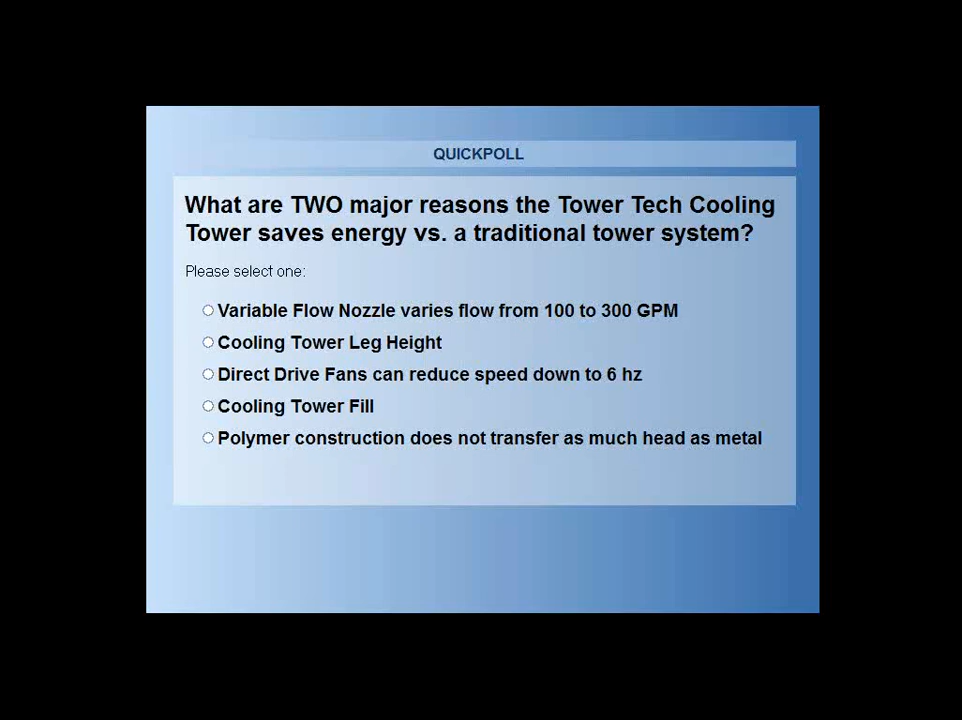 QUICKPOLL
What are TWO major reasons the Tower Tech Cooling
Tower saves energy vs. a traditional tower system?
Please select one:
Variable Flow Nozzle varies flow from 100 to 300 GPM
Cooling Tower Leg Height
Direct Drive Fans can reduce speed down to 6 hz
Cooling Tower Fill
Polymer construction does not transfer as much head as metal